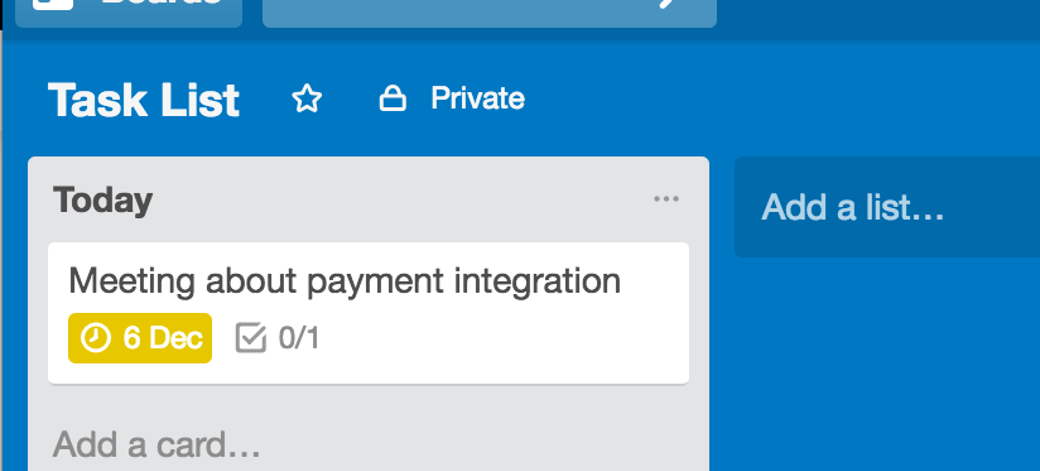 Boards
Task List
Private
Today
...
Add a list...
Meeting about payment integration
6 Dec
0/1
Add a card...